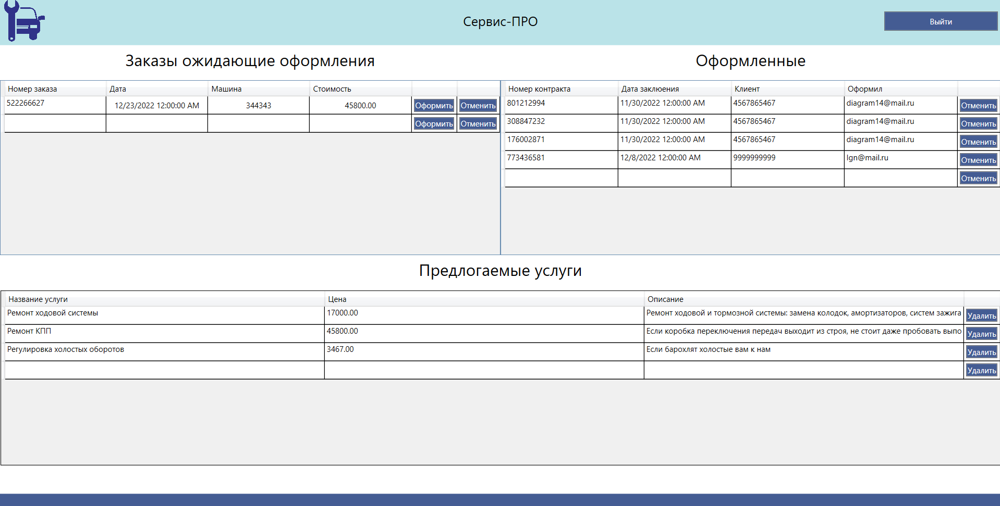 Сервис-ПРО
Выйти
Заказы ожидающие оформления
Номер заказа Дата Машина Стоимость
522266627 12/23/2022 12:00:00 AM 344343 45800.00 Оформить Отменить
Оформить Отменить
Оформленные
Номер контракта Дата заклюения Клиент Оформил
801212994 11/30/2022 12:00:00 AM 4567865467 diagram14@mail.ru Отменить
308847232 11/30/2022 12:00:00 AM 4567865467 diagram14@mail.ru Отменить
176002871 11/30/2022 12:00:00 AM 4567865467 diagram14@mail.ru Отменить
773436581 12/8/2022 12:00:00 AM 9999999999 lgn@mail.ru Отменить
Отменить
Предлогаемые услуги
Название услуги Цена Описание
Ремонт ходовой системы 17000.00 Ремонт ходовой и тормозной системы: замена колодок, амортизаторов, систем зажига Удалить
Ремонт КПП 45800.00 Если коробка переключения передач выходит из строя, не стоит даже пробовать выпо Удалить
Регулировка холостых оборотов 3467.00 Если барохлят холостые вам к нам Удалить
Удалить